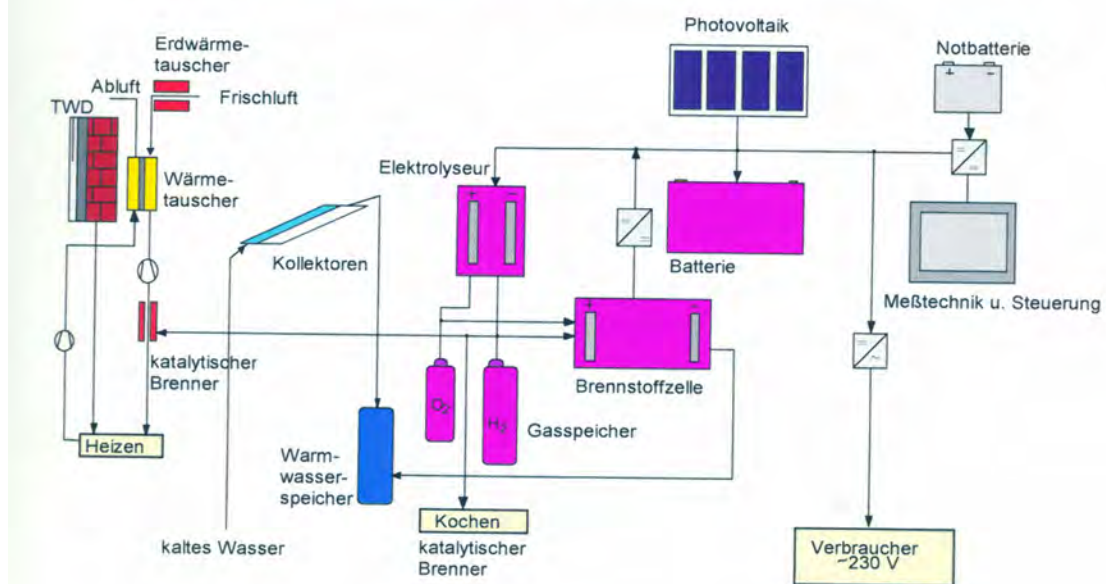 Photovoltaik
Notbatterie
+ -
Erdwärme-
tauscher
Abluft
Frischluft
TWD
Wärme-
tauscher
Elektrolyseur
+ -
Kollektoren
Batterie
Meßtechnik u. Steuerung
+ -
katalytischer
Brenner
Brennstoffzelle
O2
H2
Gasspeicher
Heizen
Warm-
wasser-
speicher
Kochen
katalytischer
Brenner
kaltes Wasser
Verbraucher
~230 V